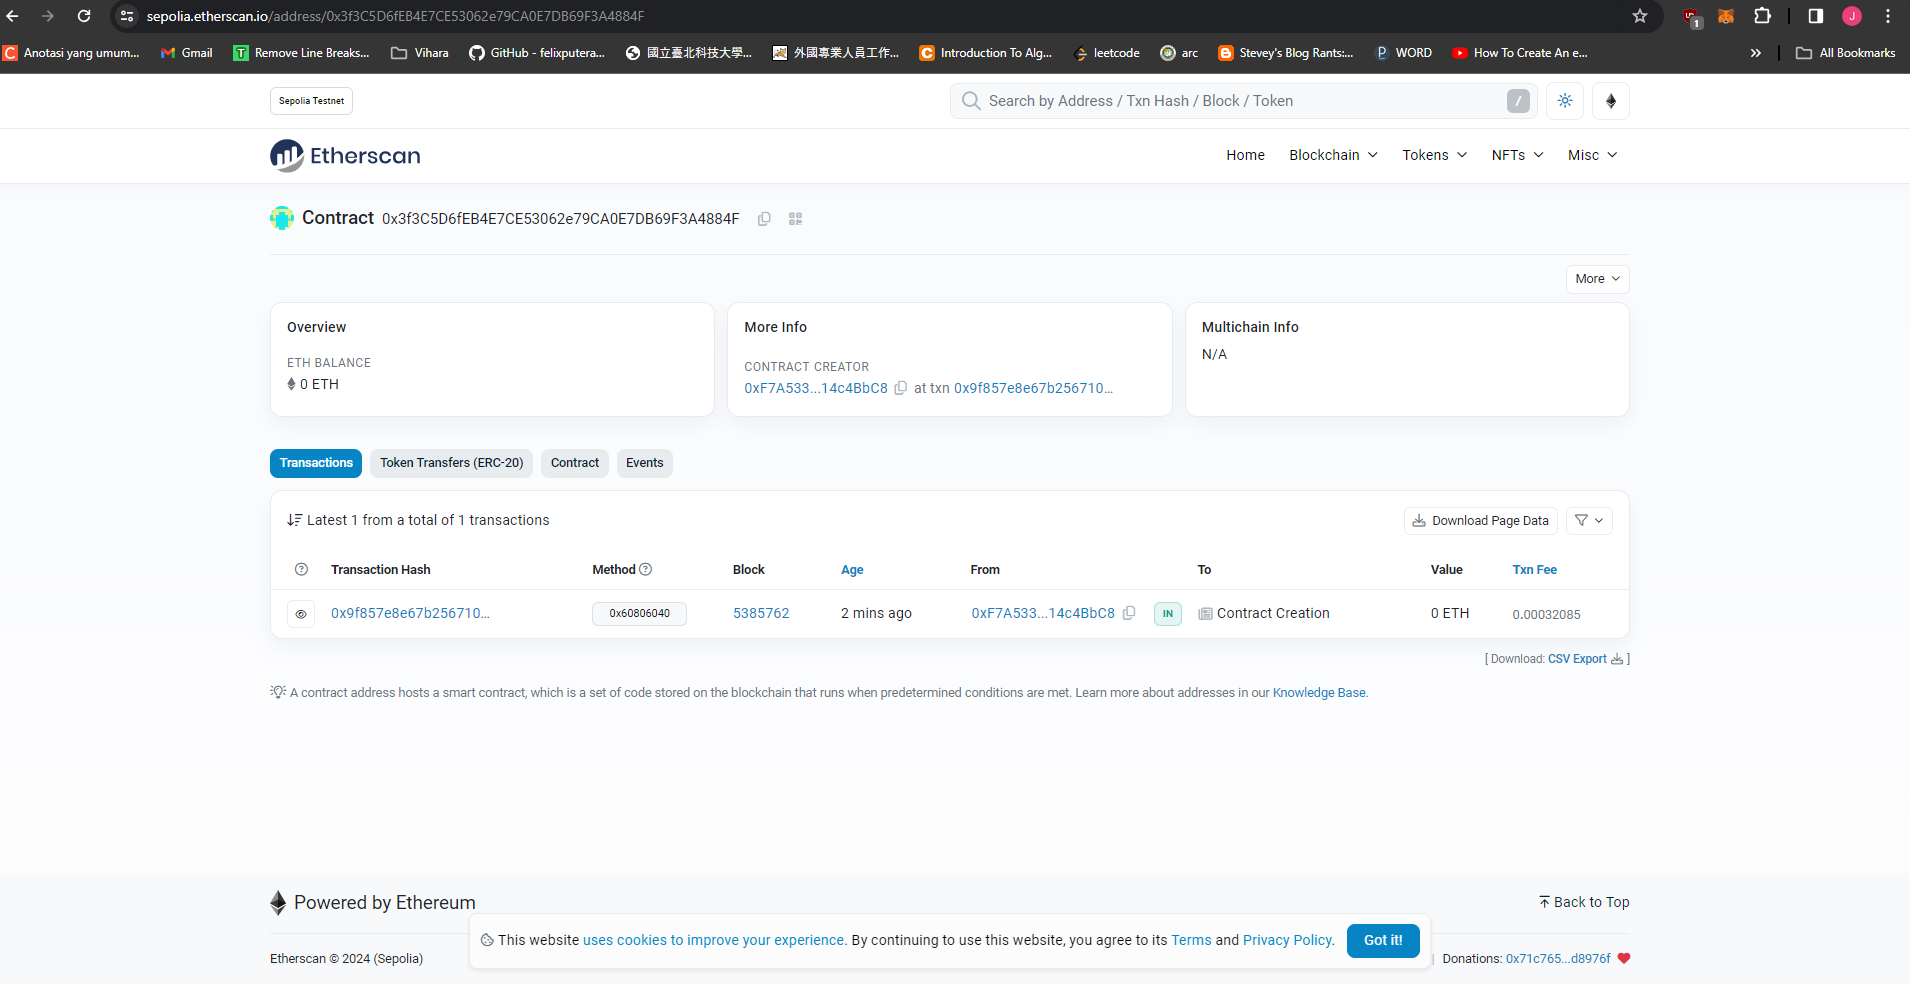 sepolia.etherscan.io/address/0x3f3C5D6fEB4E7CE53062e79CA0E7DB69F3A4884F
1
J
Anotasi yang umum... Gmail Remove Line Breaks... Vihara GitHub - felixputera... 國立臺北科技大學... 外國專業人員工作... Introduction To Alg... leetcode arc Stevey's Blog Rants:... WORD How To Create An e... » All Bookmarks
Sepolia Testnet
Search by Address / Txn Hash / Block / Token /
Etherscan
Home Blockchain Tokens NFTs Misc
Contract 0x3f3C5D6fEB4E7CE53062e79CA0E7DB69F3A4884F
More
Overview
ETH BALANCE
0 ETH
More Info
CONTRACT CREATOR
0xF7A533...14c4BbC8 at txn 0x9f857e8e67b256710...
Multichain Info
N/A
Transactions Token Transfers (ERC-20) Contract Events
Latest 1 from a total of 1 transactions
Download Page Data
Transaction Hash Method Block Age From To Value Txn Fee
0x9f857e8e67b256710... 0x60806040 5385762 2 mins ago 0xF7A533...14c4BbC8 IN Contract Creation 0 ETH 0.00032085
[ Download: CSV Export ]
A contract address hosts a smart contract, which is a set of code stored on the blockchain that runs when predetermined conditions are met. Learn more about addresses in our Knowledge Base.
Powered by Ethereum
Back to Top
This website uses cookies to improve your experience. By continuing to use this website, you agree to its Terms and Privacy Policy. Got it!
Etherscan © 2024 (Sepolia)
| Donations: 0x71c765...d8976f